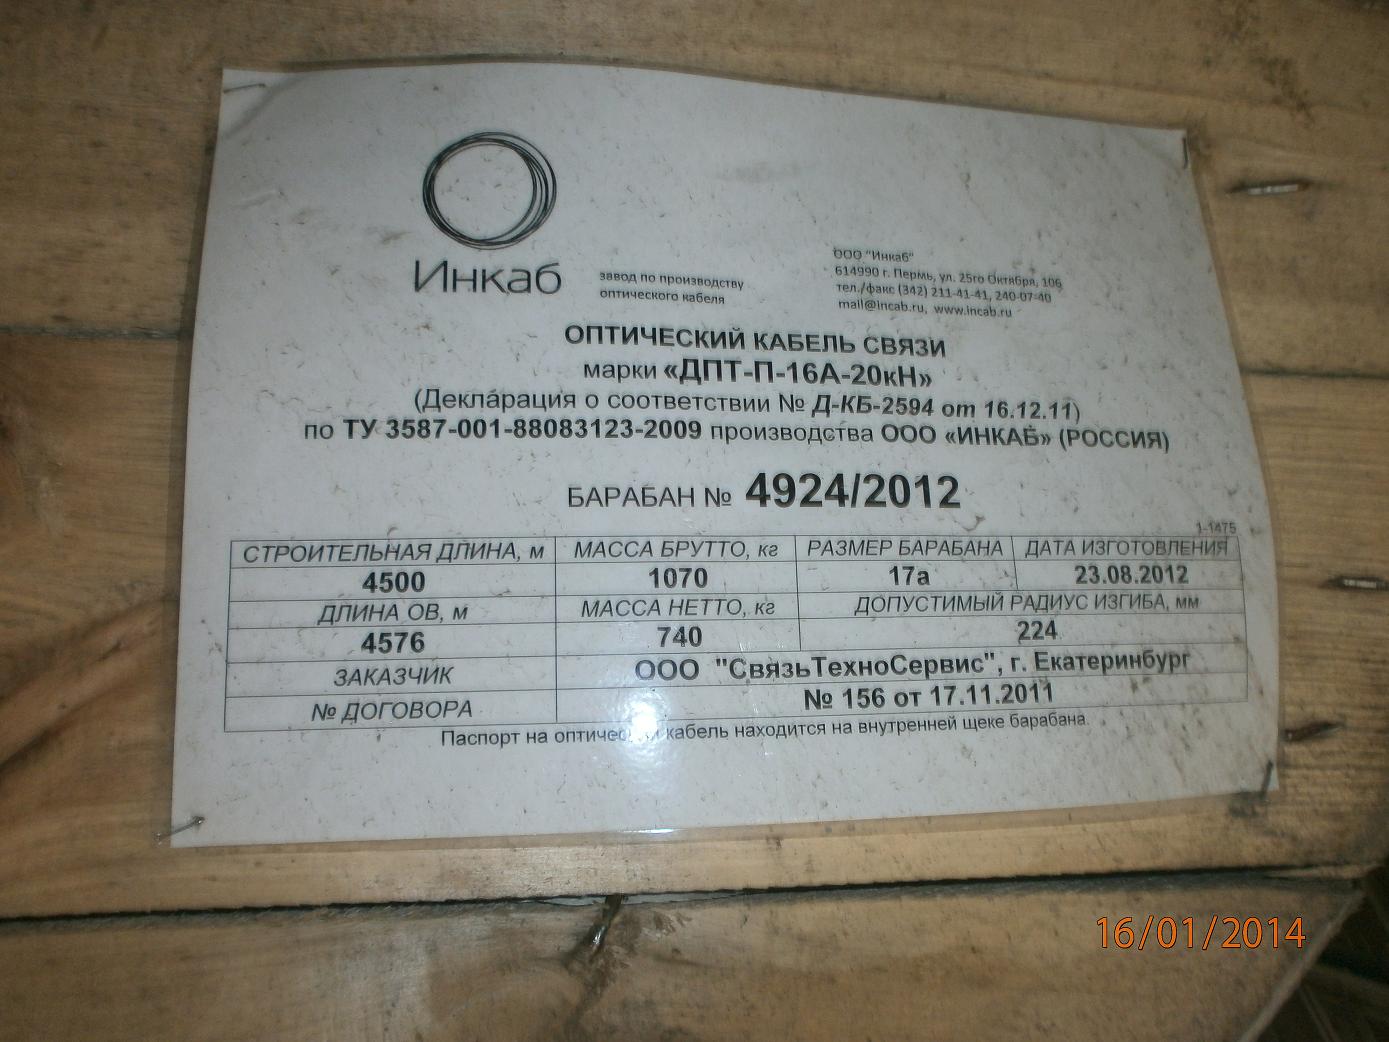 Инкаб
завод по производству
оптического кабеля
ООО "Инкаб"
614990 г. Пермь, ул. 25го Октября, 106
тел./факс (342) 211-41-41, 240-07-40
mail@incab.ru, www.incab.ru
ОПТИЧЕСКИЙ КАБЕЛЬ СВЯЗИ
марки «ДПТ-П-16А-20кН»
(Декларация о соответствии № Д-КБ-2594 от 16.12.11)
по ТУ 3587-001-88083123-2009 производства ООО «ИНКАБ» (РОССИЯ)
БАРАБАН № 4924/2012
1-1475
СТРОИТЕЛЬНАЯ ДЛИНА, м МАССА БРУТТО, кг РАЗМЕР БАРАБАНА ДАТА ИЗГОТОВЛЕНИЯ
4500 1070 17а 23.08.2012
ДЛИНА ОВ, м МАССА НЕТТО, кг ДОПУСТИМЫЙ РАДИУС ИЗГИБА, мм
4576 740 224
ЗАКАЗЧИК ООО "СвязьТехноСервис", г. Екатеринбург
№ ДОГОВОРА № 156 от 17.11.2011
Паспорт на оптический кабель находится на внутренней щеке барабана.
16/01/2014